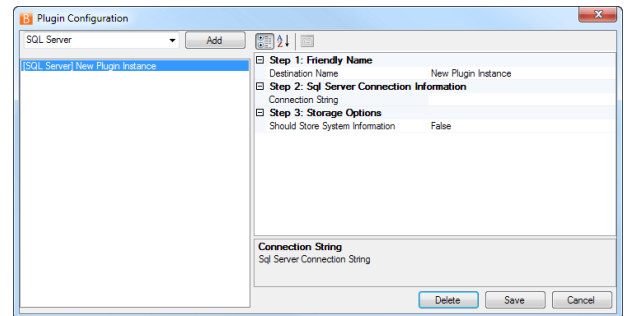 Plugin Configuration
SQL Server
Add
[SQL Server] New Plugin Instance
Step 1: Friendly Name
Destination Name New Plugin Instance
Step 2: Sql Server Connection Information
Connection String
Step 3: Storage Options
Should Store System Information False
Connection String
Sql Server Connection String
Delete Save Cancel